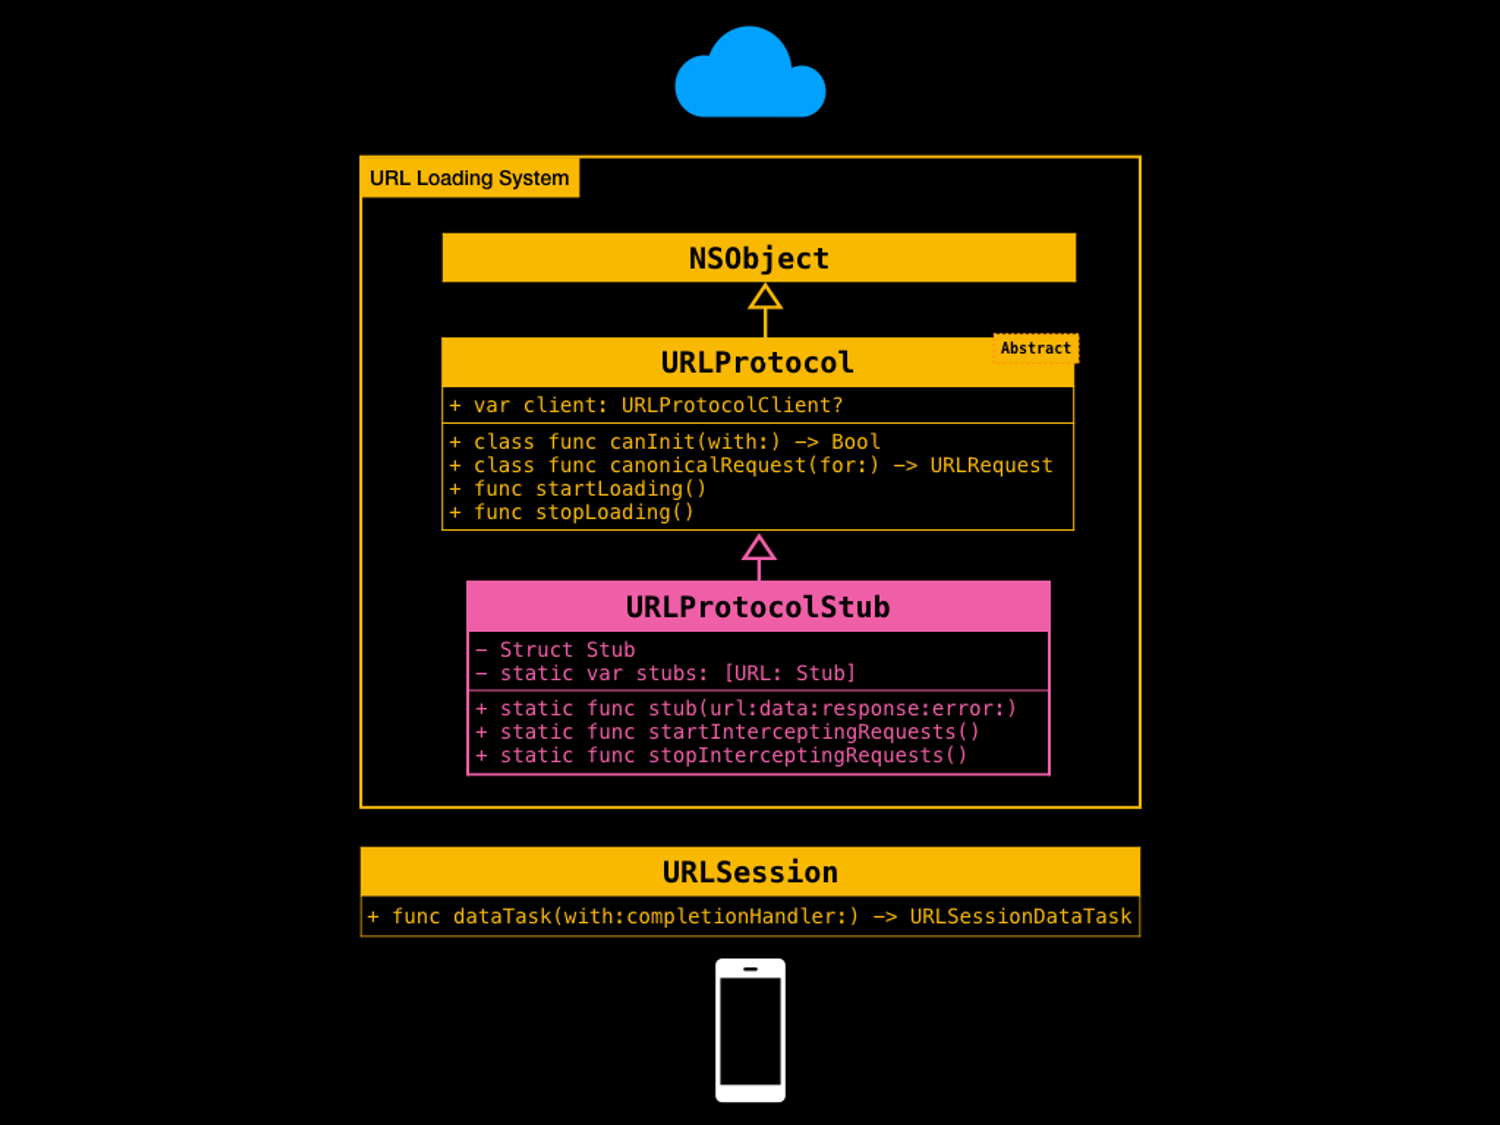 URL Loading System
NSObject
Abstract
URLProtocol
+ var client: URLProtocolClient?
+ class func canInit(with:) -> Bool
+ class func canonicalRequest(for:) -> URLRequest
+ func startLoading()
+ func stopLoading()
URLProtocolStub
- Struct Stub
- static var stubs: [URL: Stub]
+ static func stub(url:data:response:error:)
+ static func startInterceptingRequests()
+ static func stopInterceptingRequests()
URLSession
+ func dataTask(with:completionHandler:) -> URLSessionDataTask